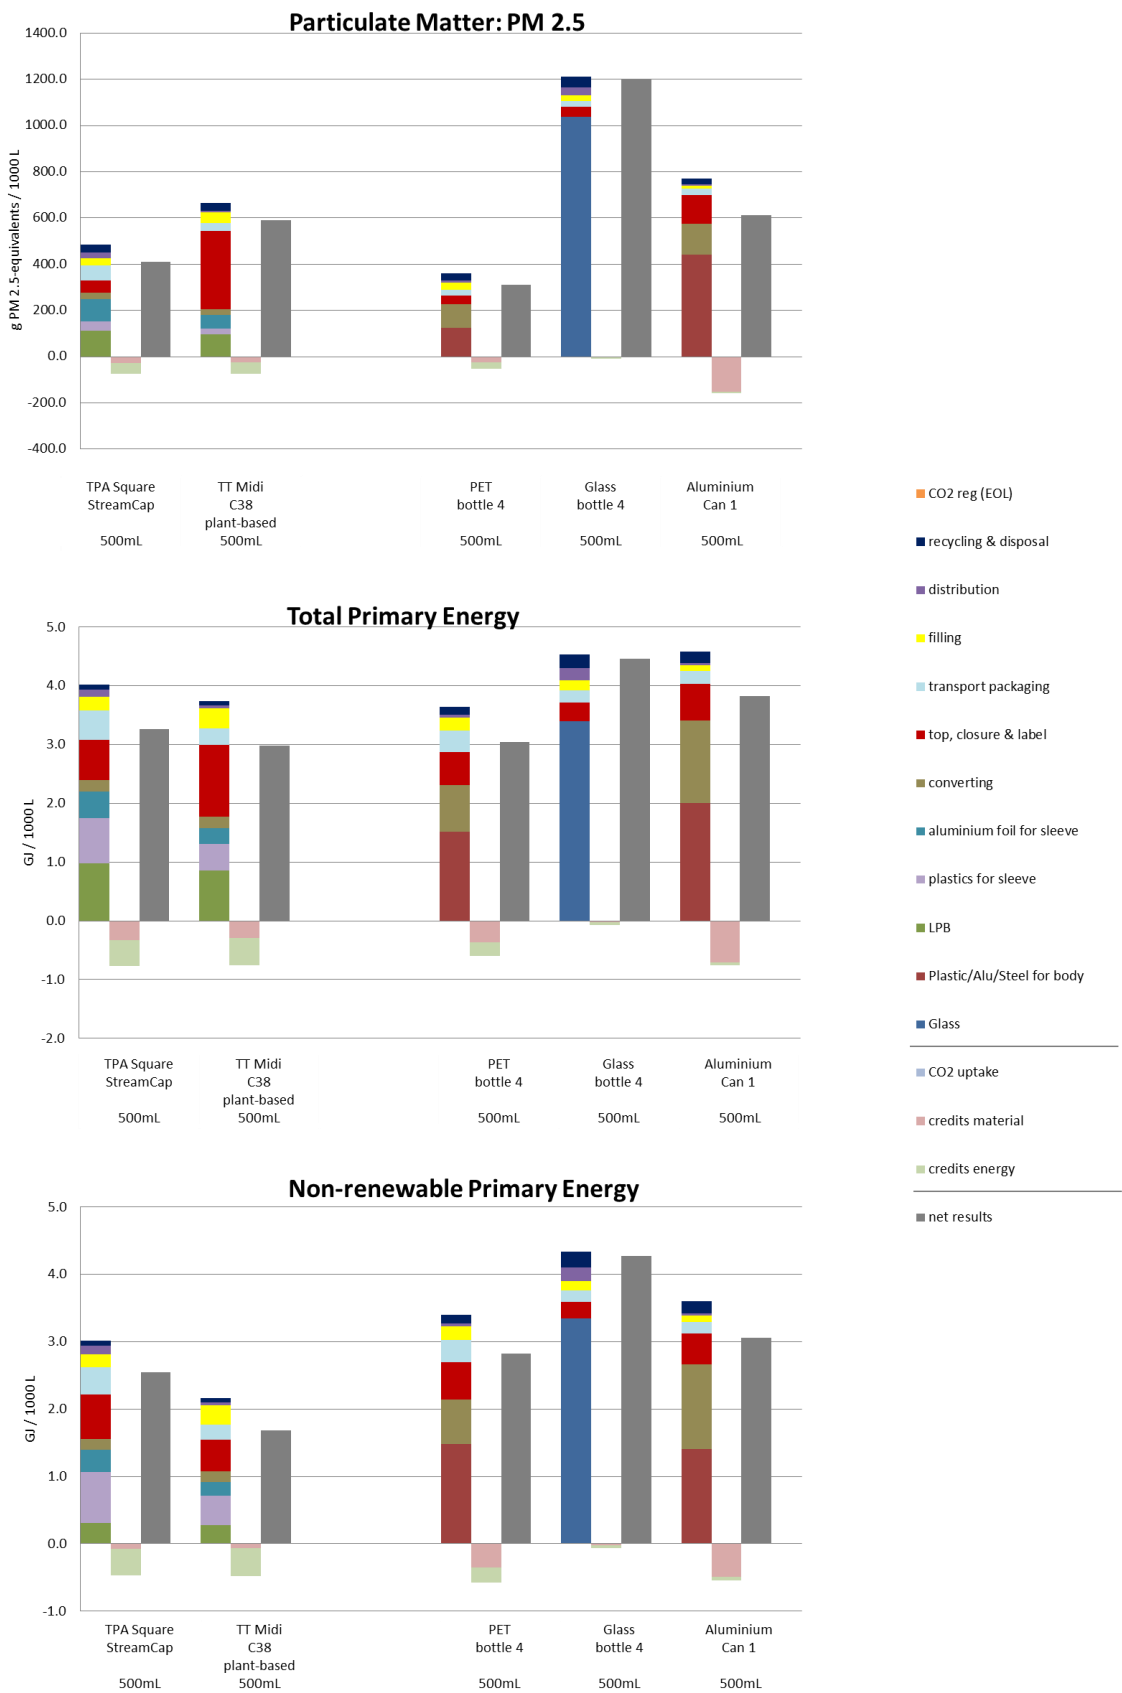 Particulate Matter: PM 2.5
1400.0
1200.0
1000.0
800.0
600.0
400.0
200.0
0.0
-200.0
-400.0
g PM 2.5-equivalents / 1000 L
TPA Square
StreamCap
500mL
TT Midi
C38
plant-based
500mL
PET
bottle 4
500mL
Glass
bottle 4
500mL
Aluminium
Can 1
500mL
Total Primary Energy
5.0
4.0
3.0
2.0
1.0
0.0
-1.0
-2.0
GJ / 1000 L
TPA Square
StreamCap
500mL
TT Midi
C38
plant-based
500mL
PET
bottle 4
500mL
Glass
bottle 4
500mL
Aluminium
Can 1
500mL
Non-renewable Primary Energy
5.0
4.0
3.0
2.0
1.0
0.0
-1.0
GJ / 1000 L
TPA Square
StreamCap
500mL
TT Midi
C38
plant-based
500mL
PET
bottle 4
500mL
Glass
bottle 4
500mL
Aluminium
Can 1
500mL
CO2 reg (EOL)
recycling & disposal
distribution
filling
transport packaging
top, closure & label
converting
aluminium foil for sleeve
plastics for sleeve
LPB
Plastic/Alu/Steel for body
Glass
CO2 uptake
credits material
credits energy
net results